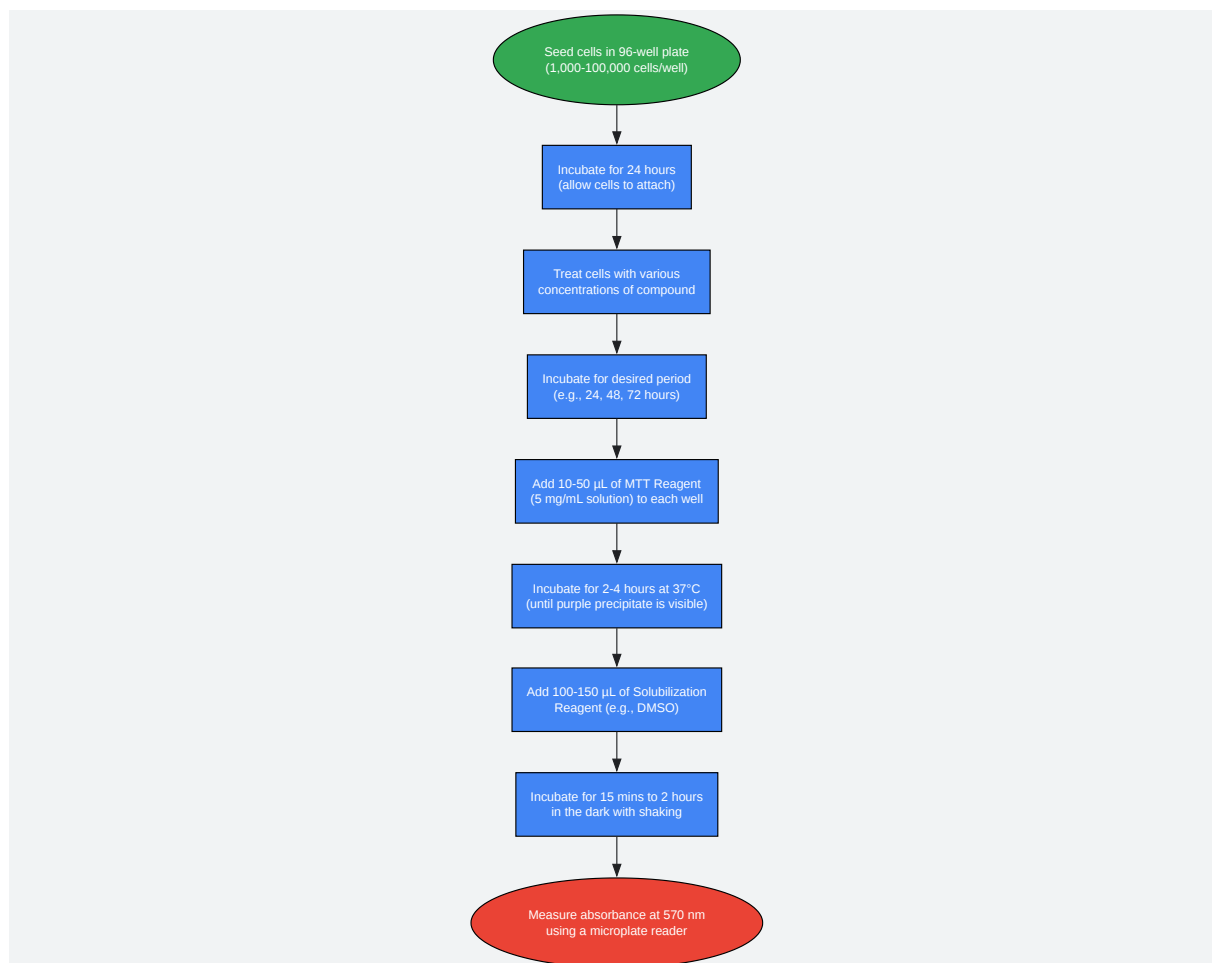 Seed cells in 96-well plate
(1,000-100,000 cells/well)
Incubate for 24 hours
(allow cells to attach)
Treat cells with various
concentrations of compound
Incubate for desired period
(e.g., 24, 48, 72 hours)
Add 10-50 µL of MTT Reagent
(5 mg/mL solution) to each well
Incubate for 2-4 hours at 37°C
(until purple precipitate is visible)
Add 100-150 µL of Solubilization
Reagent (e.g., DMSO)
Incubate for 15 mins to 2 hours
in the dark with shaking
Measure absorbance at 570 nm
using a microplate reader